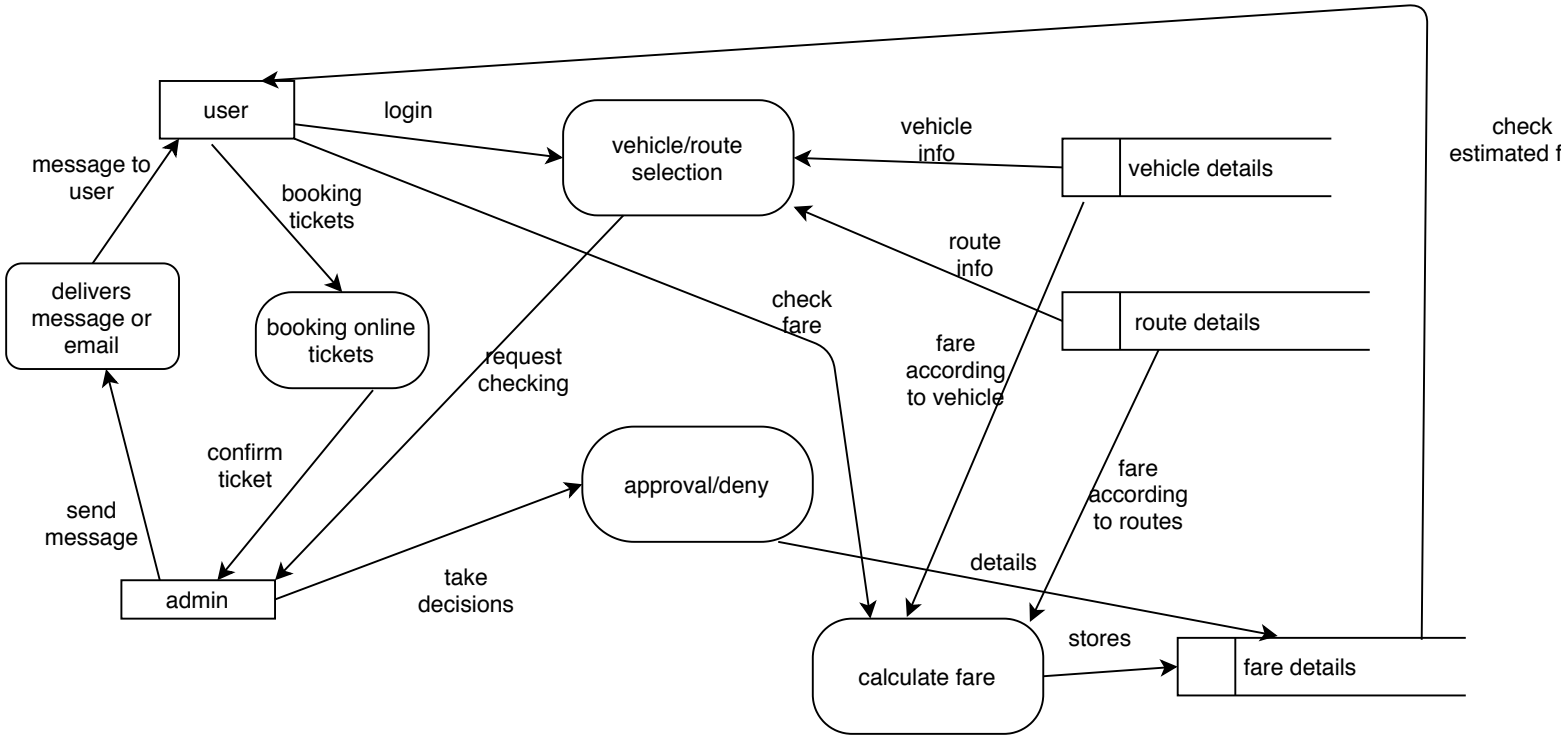 user
login
vehicle/route
selection
vehicle
info
vehicle details
check
estimated f
message to
user
booking
tickets
route
info
route details
delivers
message or
email
booking online
tickets
check
fare
request
checking
fare
according
to vehicle
confirm
ticket
approval/deny
fare
according
to routes
send
message
admin
take
decisions
details
calculate fare
stores
fare details